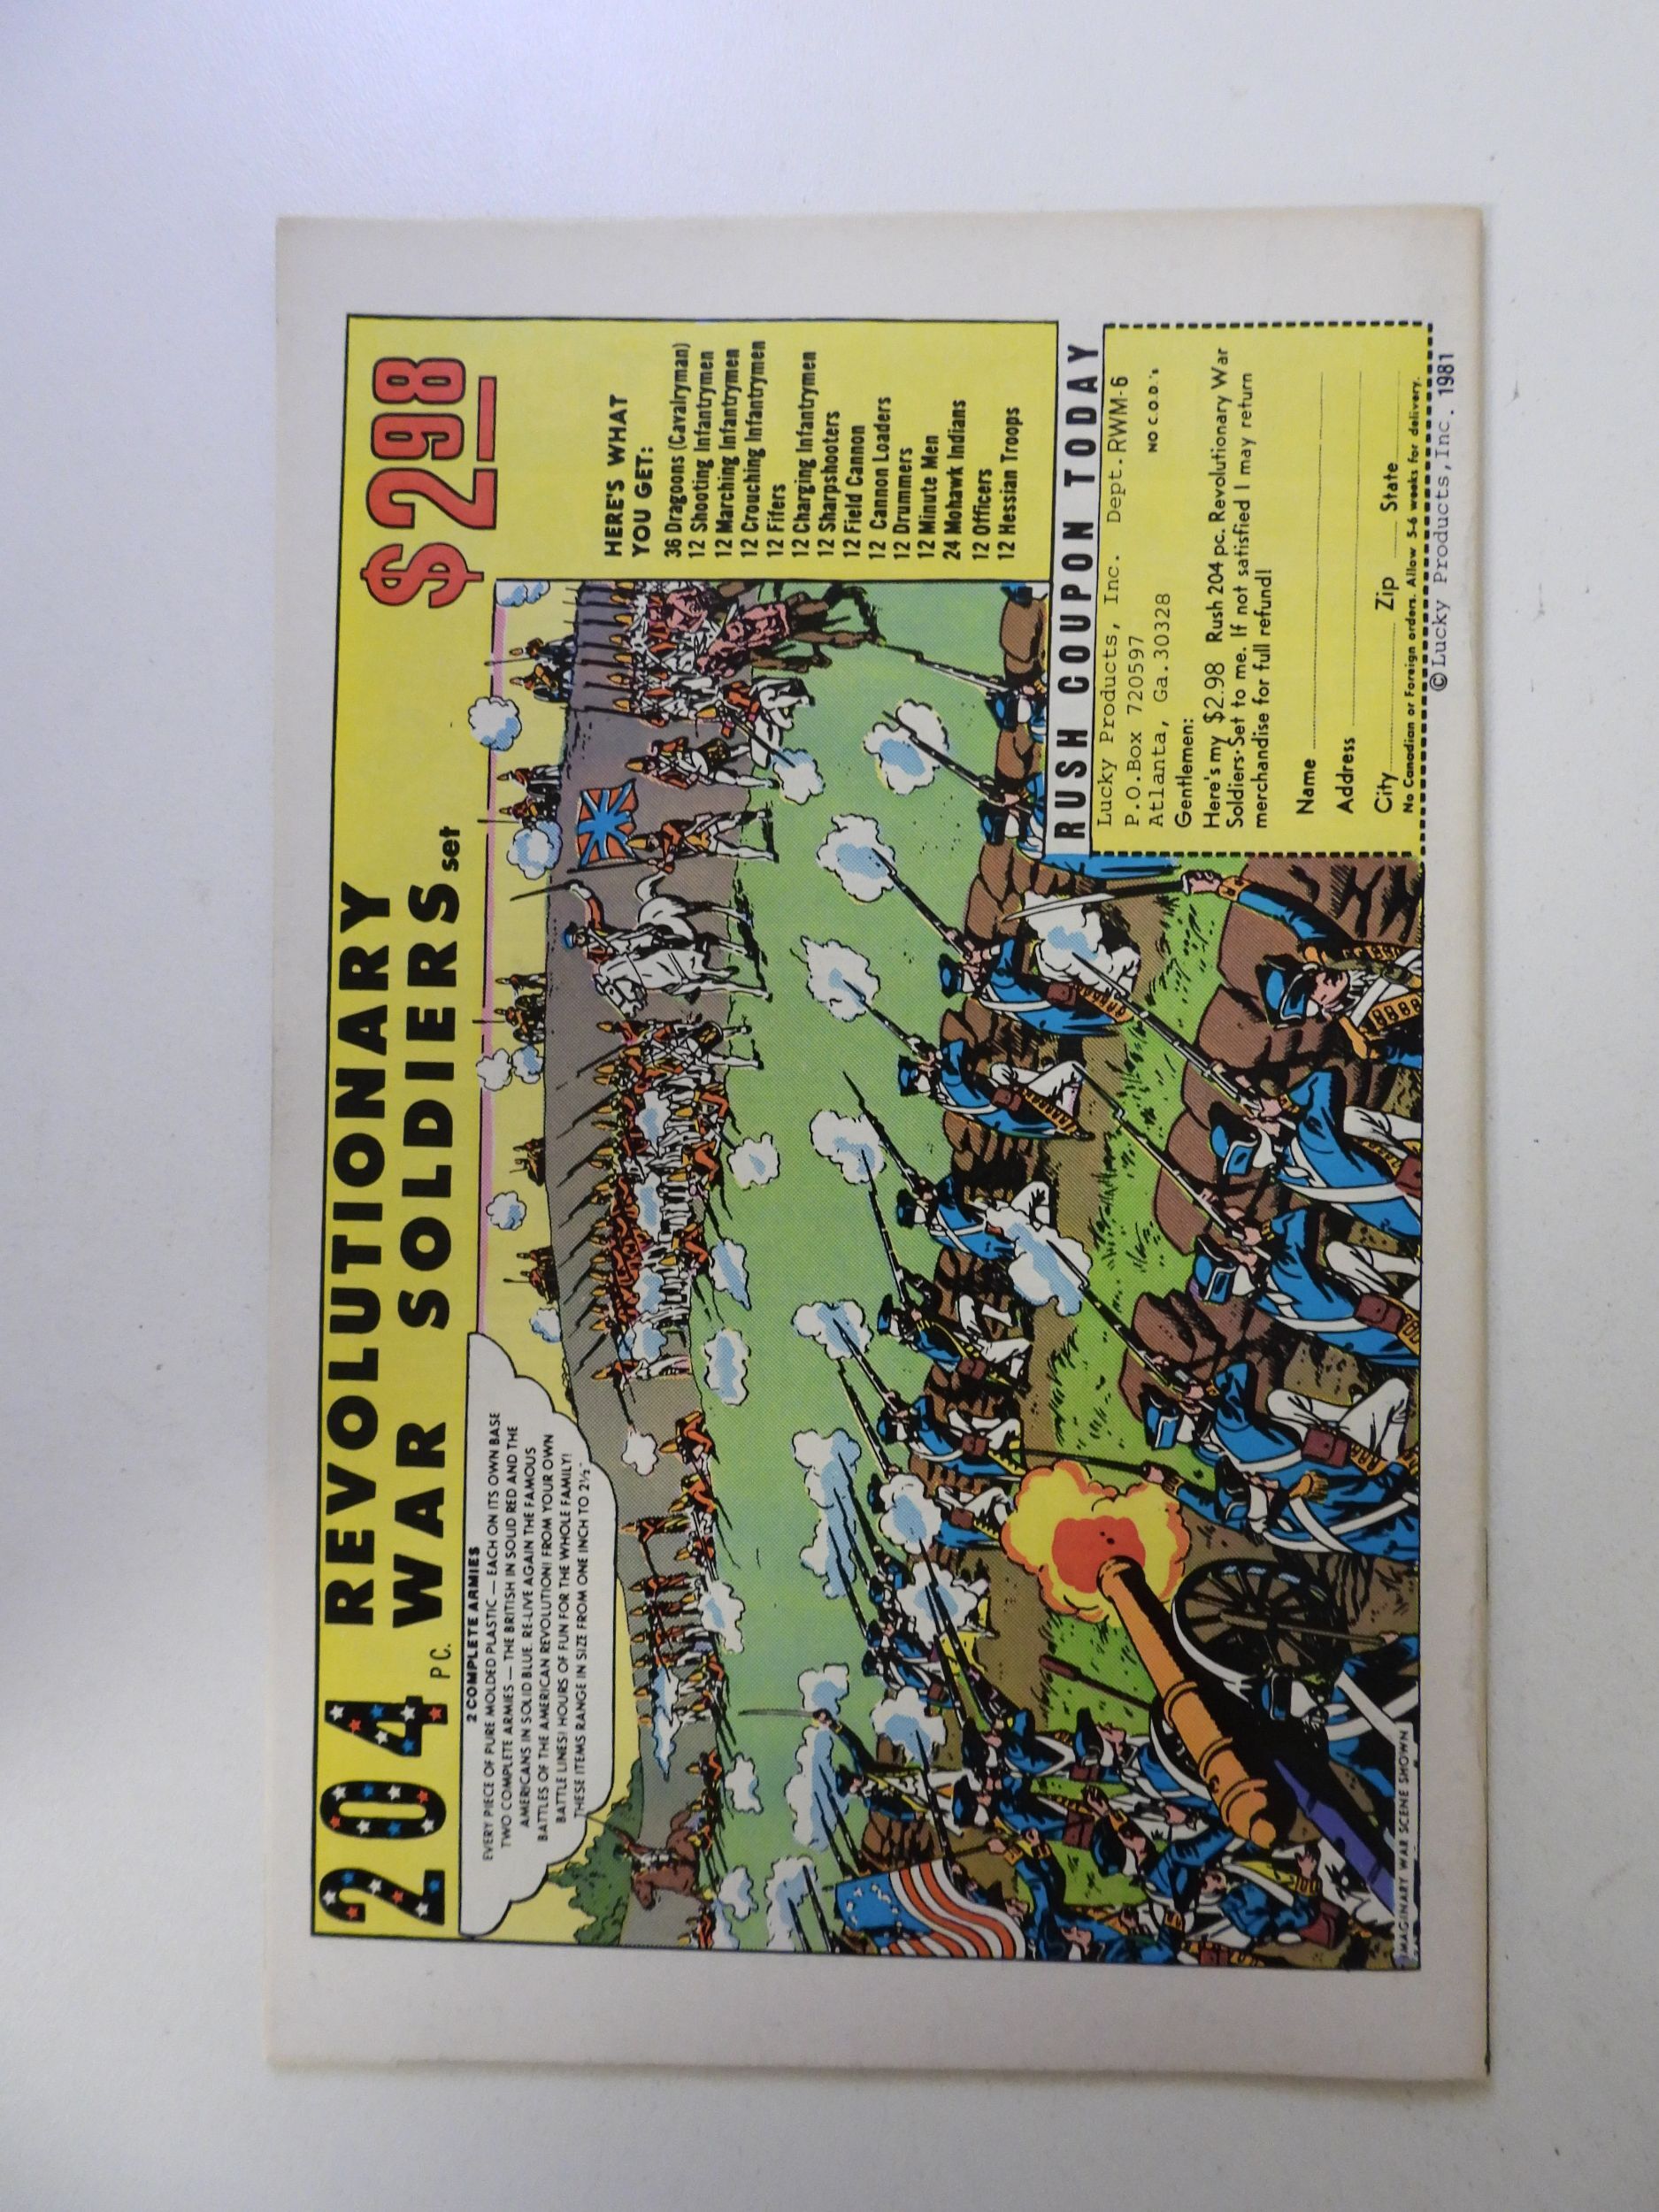 204 PC. REVOLUTIONARY
WAR SOLDIERS set
$2.98
2 COMPLETE ARMIES
EVERY PIECE OF PURE MOLDED PLASTIC — EACH ON ITS OWN BASE
TWO COMPLETE ARMIES — THE BRITISH IN SOLID RED AND THE
AMERICANS IN SOLID BLUE. RE-LIVE AGAIN THE FAMOUS
BATTLES OF THE AMERICAN REVOLUTION! FROM YOUR OWN
BATTLE LINES! HOURS OF FUN FOR THE WHOLE FAMILY!
THESE ITEMS RANGE IN SIZE FROM ONE INCH TO 2½"
HERE'S WHAT
YOU GET:
36 Dragoons (Cavalryman)
12 Shooting Infantrymen
12 Marching Infantrymen
12 Crouching Infantrymen
12 Fifers
12 Charging Infantrymen
12 Sharpshooters
12 Field Cannon
12 Cannon Loaders
12 Drummers
12 Minute Men
24 Mohawk Indians
12 Officers
12 Hessian Troops
RUSH COUPON TODAY
Lucky Products, Inc. Dept.RWM-6
P.O.Box 720597
NO C.O.D.'s
Atlanta, Ga.30328
Gentlemen:
Here's my $2.98 Rush 204 pc. Revolutionary War
Soldiers Set to me. If not satisfied I may return
merchandise for full refund!
Name
Address
City Zip State
No Canadian or Foreign orders. Allow 5-6 weeks for delivery.
IMAGINARY WAR SCENE SHOWN
© Lucky Products, Inc. 1981